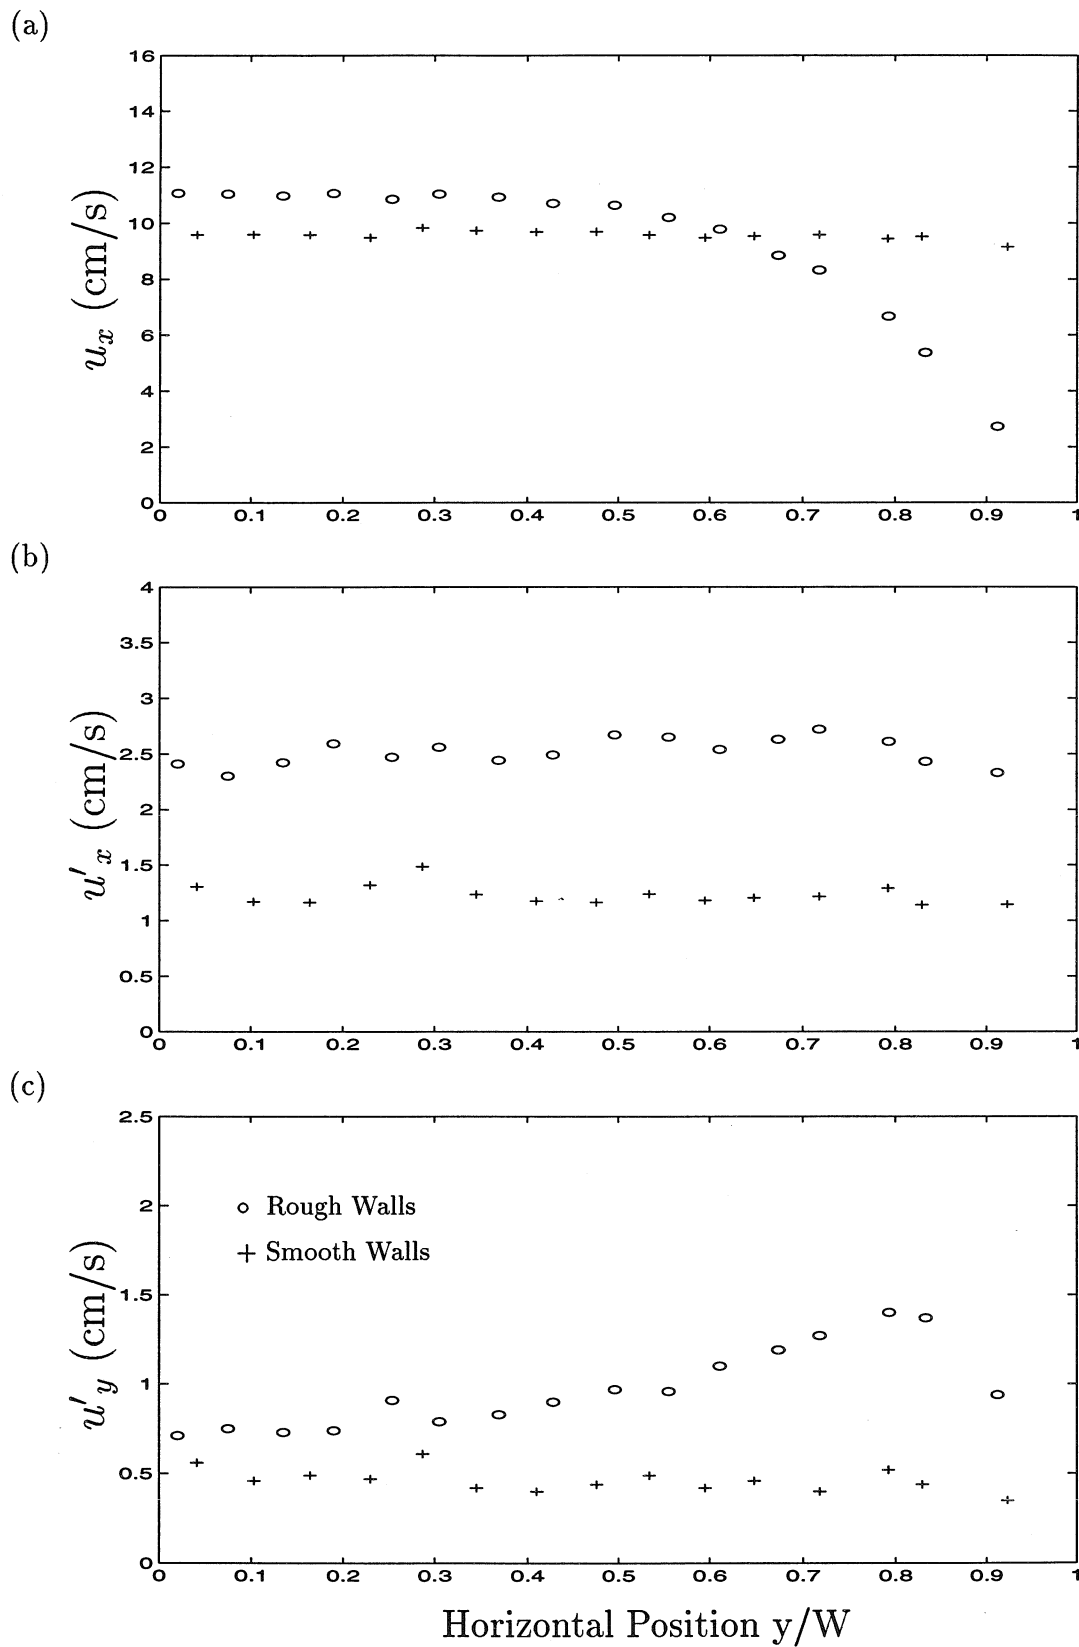 (a)
16
14
12
10
8
6
4
2
0
u_x (cm/s)
0 0.1 0.2 0.3 0.4 0.5 0.6 0.7 0.8 0.9 1
(b)
4
3.5
3
2.5
2
1.5
1
0.5
0
u'_x (cm/s)
0 0.1 0.2 0.3 0.4 0.5 0.6 0.7 0.8 0.9 1
(c)
2.5
2
1.5
1
0.5
0
u'_y (cm/s)
Rough Walls
Smooth Walls
0 0.1 0.2 0.3 0.4 0.5 0.6 0.7 0.8 0.9 1
Horizontal Position y/W